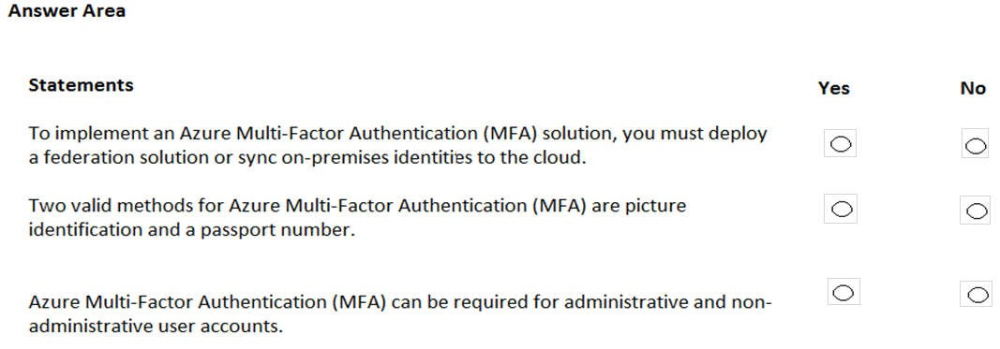 Answer Area
Statements Yes No
To implement an Azure Multi-Factor Authentication (MFA) solution, you must deploy
a federation solution or sync on-premises identities to the cloud.
Two valid methods for Azure Multi-Factor Authentication (MFA) are picture
identification and a passport number.
Azure Multi-Factor Authentication (MFA) can be required for administrative and non-
administrative user accounts.